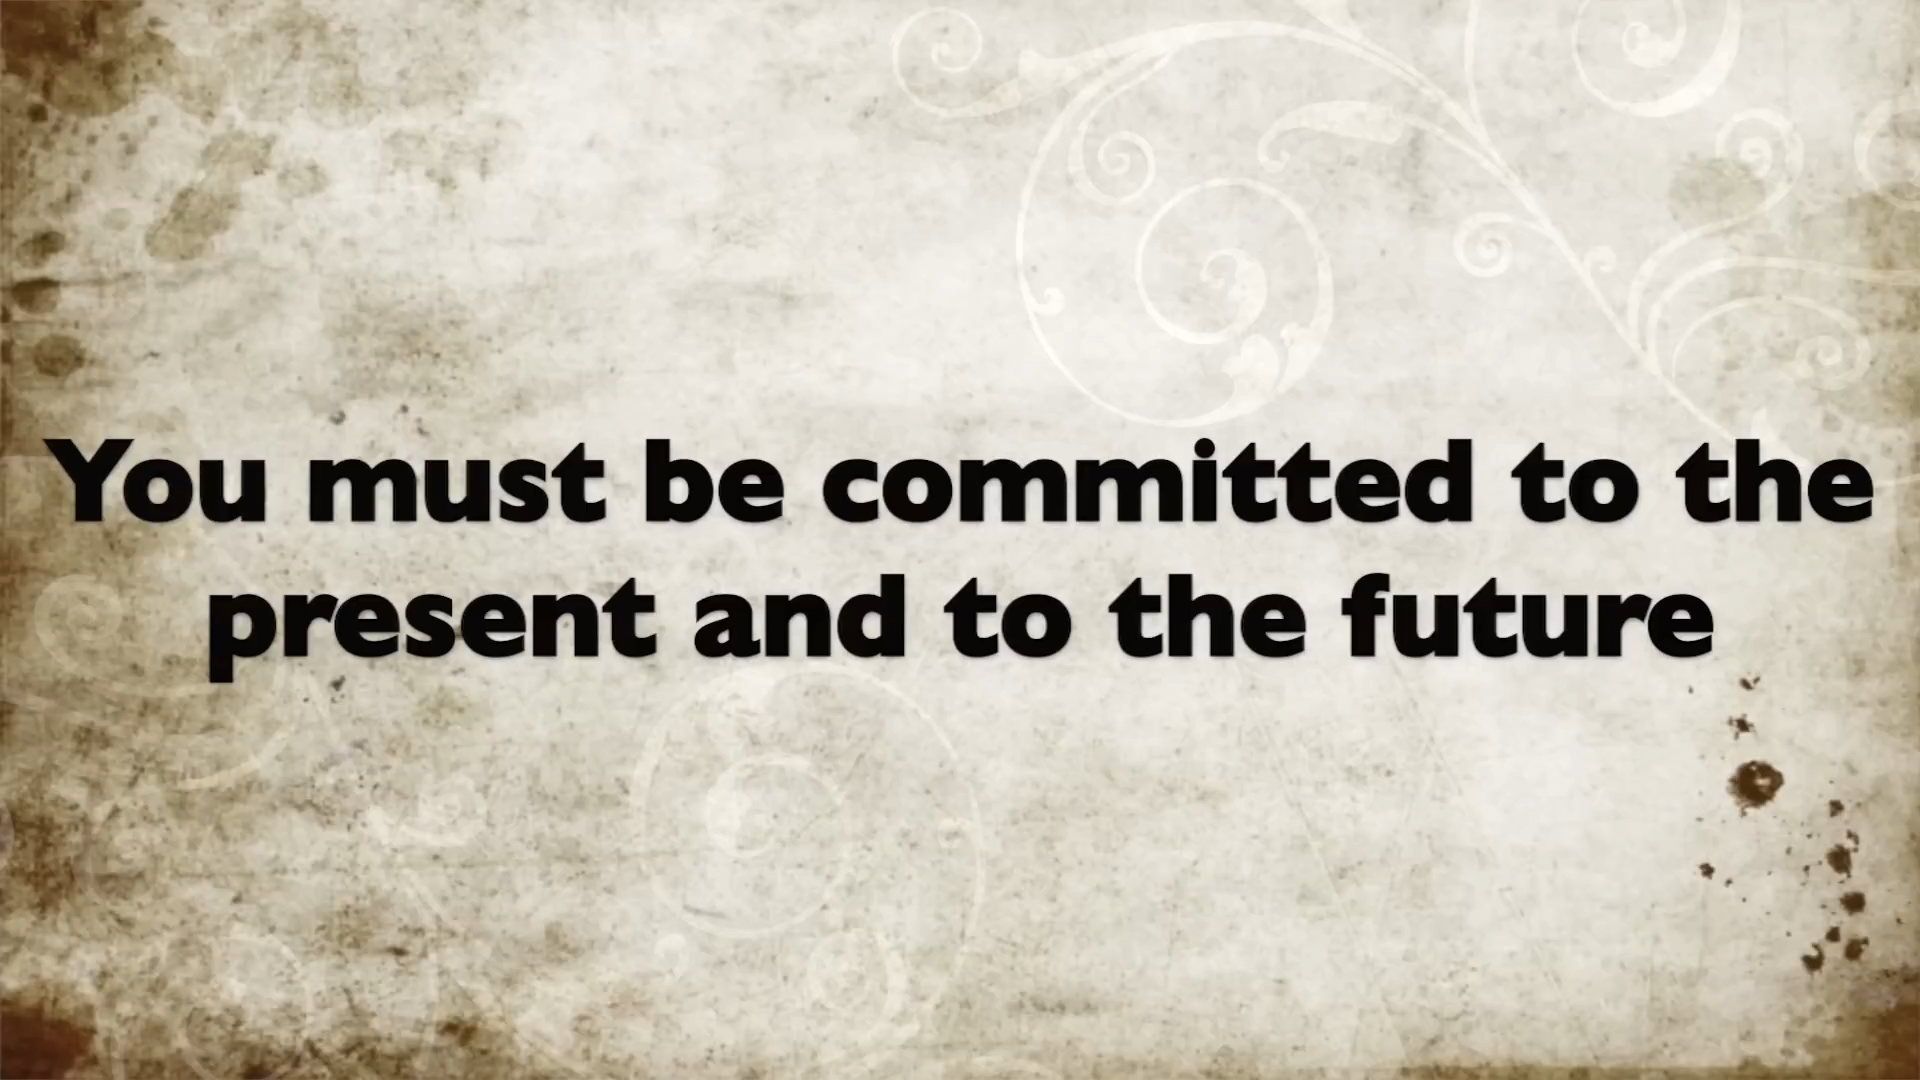 You must be committed to the
present and to the future